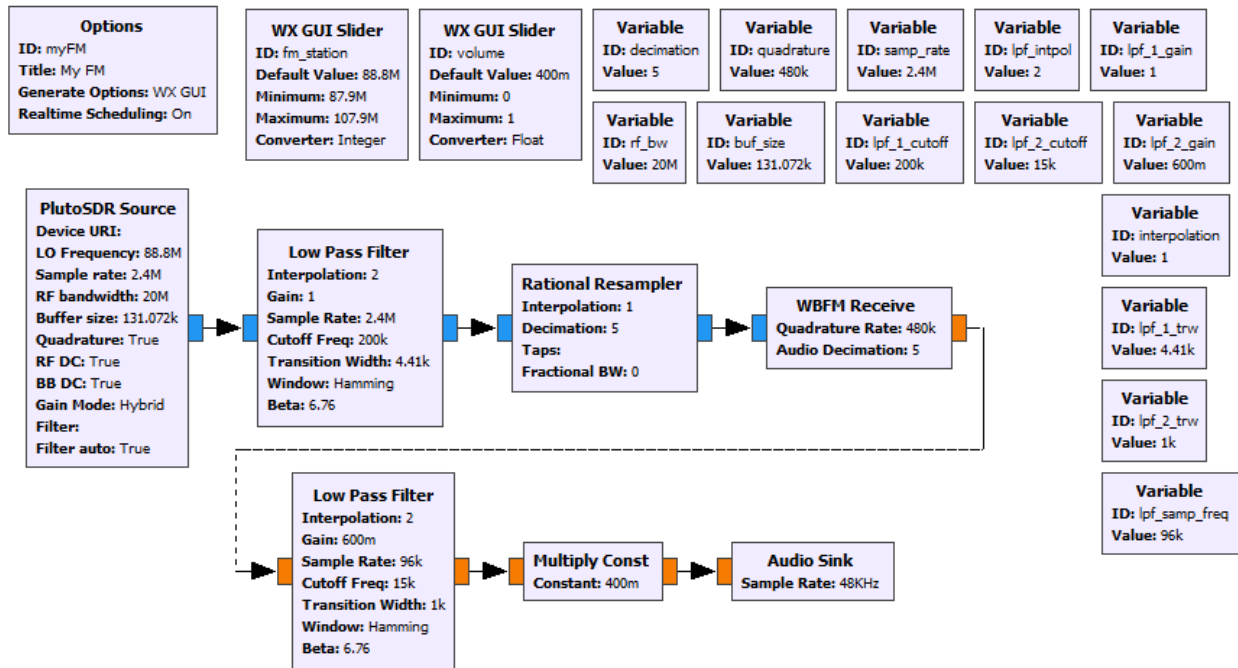 Options
ID: myFM
Title: My FM
Generate Options: WX GUI
Realtime Scheduling: On
WX GUI Slider
ID: fm_station
Default Value: 88.8M
Minimum: 87.9M
Maximum: 107.9M
Converter: Integer
WX GUI Slider
ID: volume
Default Value: 400m
Minimum: 0
Maximum: 1
Converter: Float
Variable
ID: decimation
Value: 5
Variable
ID: quadrature
Value: 480k
Variable
ID: samp_rate
Value: 2.4M
Variable
ID: lpf_intpol
Value: 2
Variable
ID: lpf_1_gain
Value: 1
Variable
ID: rf_bw
Value: 20M
Variable
ID: buf_size
Value: 131.072k
Variable
ID: lpf_1_cutoff
Value: 200k
Variable
ID: lpf_2_cutoff
Value: 15k
Variable
ID: lpf_2_gain
Value: 600m
PlutoSDR Source
Device URI:
LO Frequency: 88.8M
Sample rate: 2.4M
RF bandwidth: 20M
Buffer size: 131.072k
Quadrature: True
RF DC: True
BB DC: True
Gain Mode: Hybrid
Filter:
Filter auto: True
Low Pass Filter
Interpolation: 2
Gain: 1
Sample Rate: 2.4M
Cutoff Freq: 200k
Transition Width: 4.41k
Window: Hamming
Beta: 6.76
Rational Resampler
Interpolation: 1
Decimation: 5
Taps:
Fractional BW: 0
WBFM Receive
Quadrature Rate: 480k
Audio Decimation: 5
Variable
ID: interpolation
Value: 1
Variable
ID: lpf_1_trw
Value: 4.41k
Variable
ID: lpf_2_trw
Value: 1k
Variable
ID: lpf_samp_freq
Value: 96k
Low Pass Filter
Interpolation: 2
Gain: 600m
Sample Rate: 96k
Cutoff Freq: 15k
Transition Width: 1k
Window: Hamming
Beta: 6.76
Multiply Const
Constant: 400m
Audio Sink
Sample Rate: 48KHz